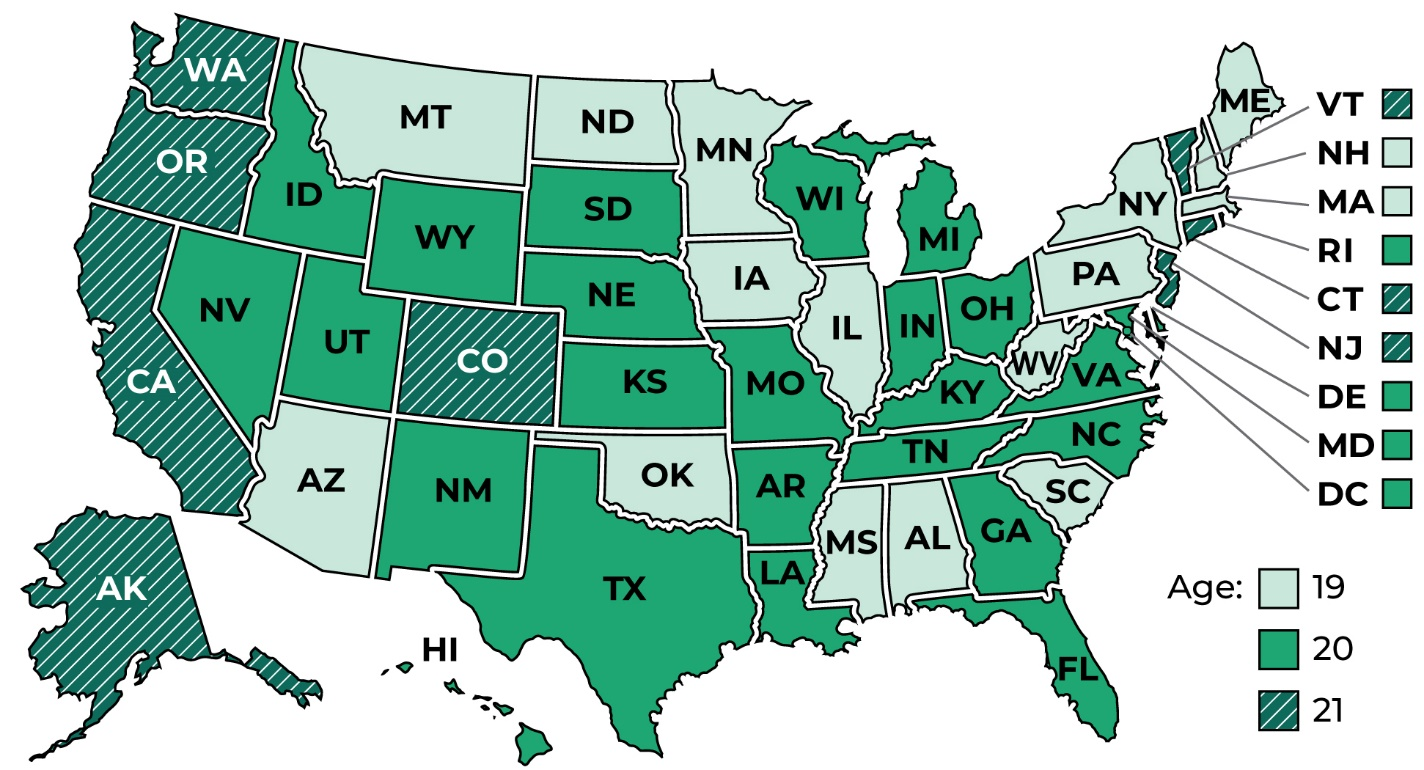 WA
MT
ND
MN
ME
VT
OR
ID
WY
SD
WI
MI
NY
NH
MA
RI
NV
UT
CO
NE
IA
IL
IN
OH
PA
CT
NJ
CA
KS
MO
KY
WV
VA
DE
MD
DC
AZ
NM
OK
AR
TN
NC
SC
MS
AL
GA
AK
HI
TX
LA
FL
Age:
19
20
21